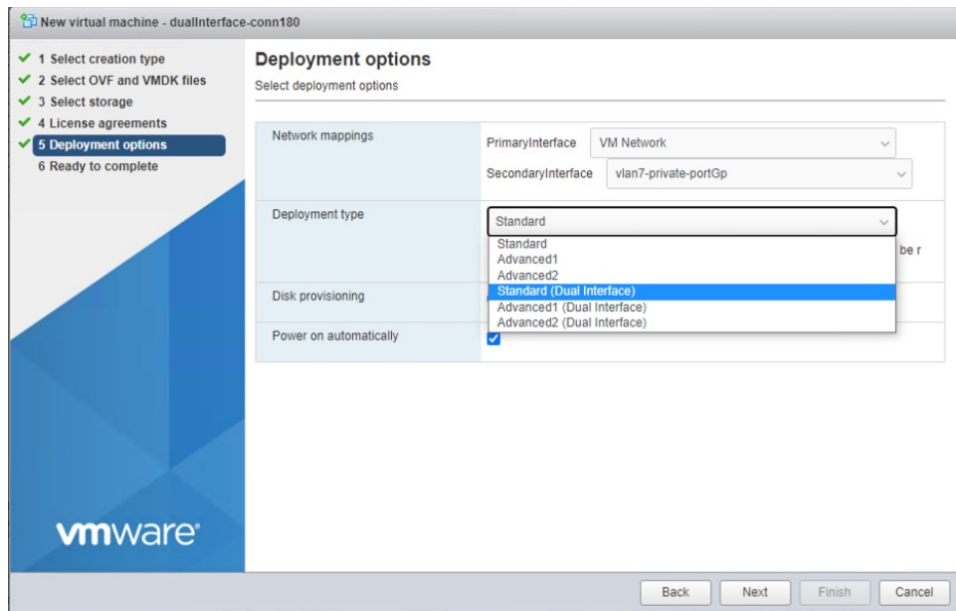 New virtual machine - dualInterface-conn180
1 Select creation type
2 Select OVF and VMDK files
3 Select storage
4 License agreements
5 Deployment options
6 Ready to complete
Deployment options
Select deployment options
Network mappings
PrimaryInterface VM Network
SecondaryInterface vlan7-private-portGp
Deployment type
Standard
Standard
Advanced1
Advanced2
Standard (Dual Interface)
Advanced1 (Dual Interface)
Advanced2 (Dual Interface)
be r
Disk provisioning
Power on automatically
vmware®
Back Next Finish Cancel